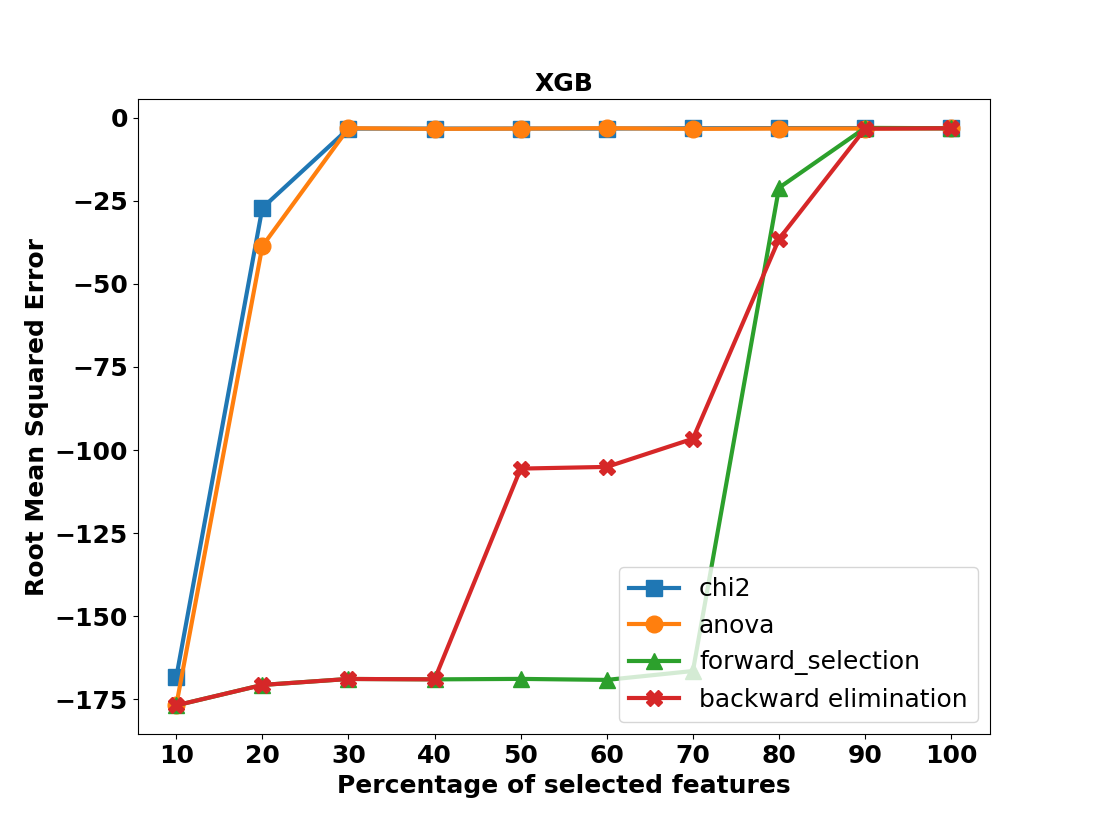 XGB
Root Mean Squared Error
0
−25
−50
−75
−100
−125
−150
−175
chi2
anova
forward_selection
backward elimination
10 20 30 40 50 60 70 80 90 100
Percentage of selected features